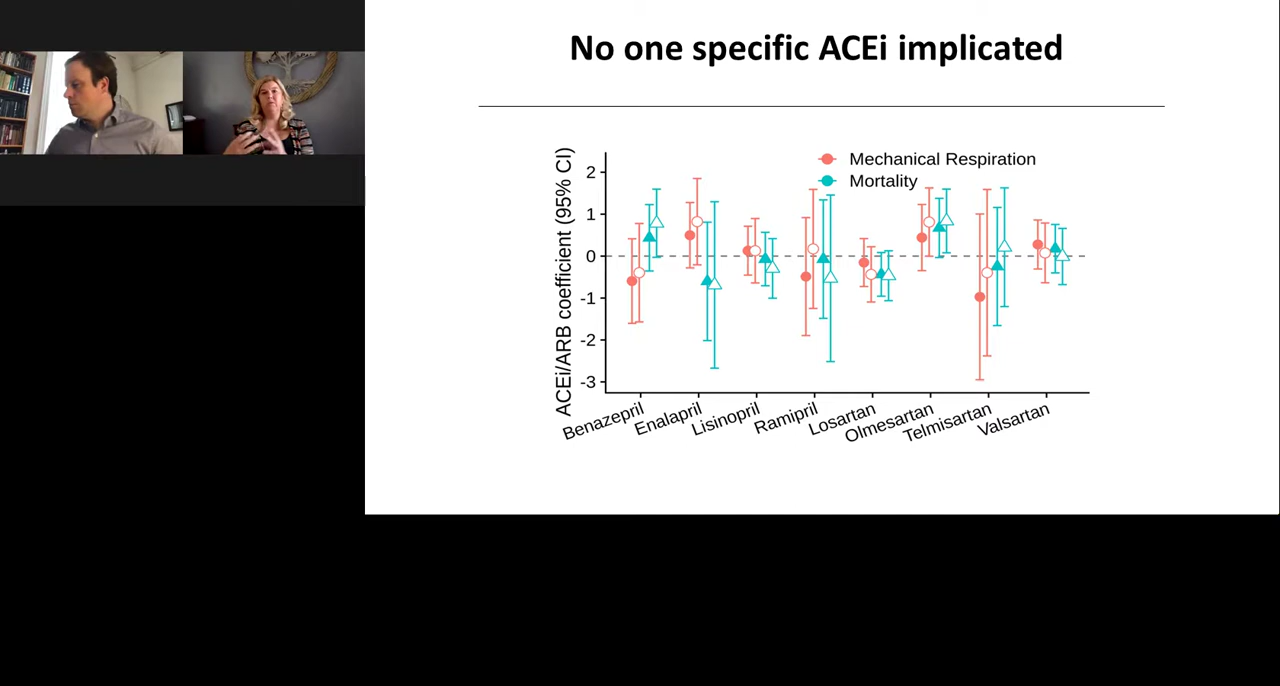 No one specific ACEi implicated
ACEi/ARB coefficient (95% CI)
Mechanical Respiration
Mortality
2
1
0
-1
-2
-3
Benazepril
Enalapril
Lisinopril
Ramipril
Losartan
Olmesartan
Telmisartan
Valsartan